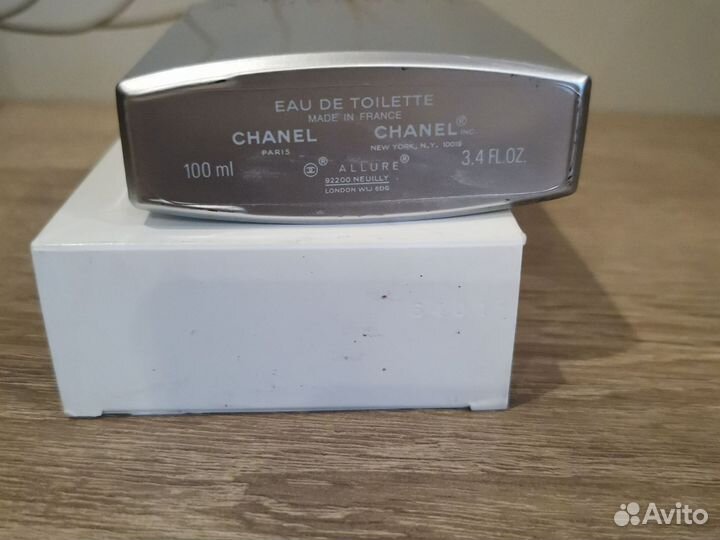 EAU DE TOILETTE
MADE IN FRANCE
CHANEL CHANEL® INC.
PARIS NEW YORK, N.Y. 10019
100 ml ® ALLURE® 3.4 FL.OZ.
92200 NEUILLY
LONDON W1J 6DG
Avito